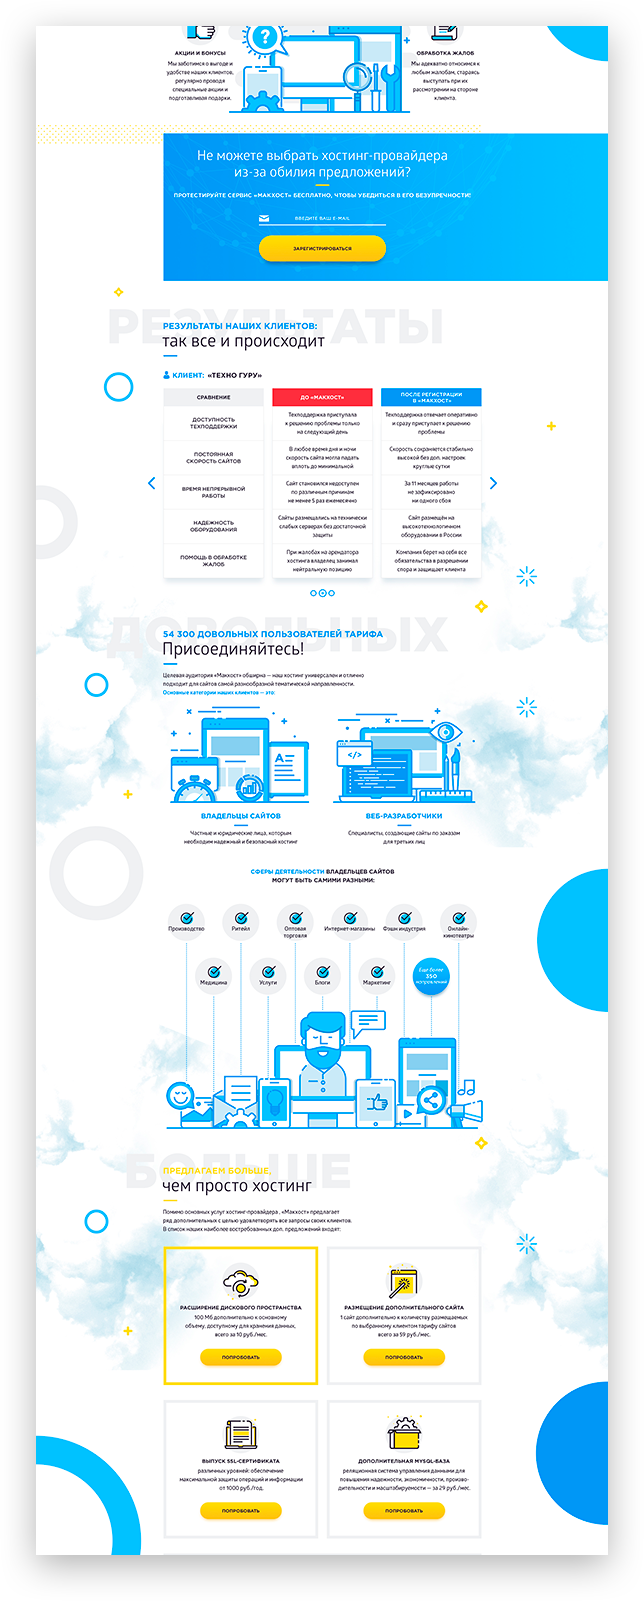 АКЦИИ И БОНУСЫ
Мы заботимся о выгоде и
удобстве наших клиентов,
регулярно проводя
специальные акции и
подготавливая подарки.
ОБРАБОТКА ЖАЛОБ
Мы адекватно относимся к
любым жалобам, стараясь
выступать при их
рассмотрении на стороне
клиента.
Не можете выбрать хостинг-провайдера
из-за обилия предложений?
ПРОТЕСТИРУЙТЕ СЕРВИС «МАКХОСТ» БЕСПЛАТНО, ЧТОБЫ УБЕДИТЬСЯ В ЕГО БЕЗУПРЕЧНОСТИ!
ВВЕДИТЕ ВАШ E-MAIL
ЗАРЕГИСТРИРОВАТЬСЯ
РЕЗУЛЬТАТЫ
РЕЗУЛЬТАТЫ НАШИХ КЛИЕНТОВ:
так все и происходит
КЛИЕНТ: «ТЕХНО ГУРУ»
СРАВНЕНИЕ
ДО «МАКХОСТ»
ПОСЛЕ РЕГИСТРАЦИИ
В «МАКХОСТ»
ДОСТУПНОСТЬ
ТЕХПОДДЕРЖКИ
Техподдержка приступала
к решению проблемы только
на следующий день
Техподдержка отвечает оперативно
и сразу приступает к решению
проблемы
ПОСТОЯННАЯ
СКОРОСТЬ САЙТОВ
В любое время дня и ночи
скорость сайта могла падать
вплоть до минимальной
Скорость сохраняется стабильно
высокой без доп. настроек
круглые сутки
ВРЕМЯ НЕПРЕРЫВНОЙ
РАБОТЫ
Сайт становился недоступен
по различным причинам
не менее 5 раз ежемесячно
За 11 месяцев работы
не зафиксировано
ни одного сбоя
НАДЕЖНОСТЬ
ОБОРУДОВАНИЯ
Сайты размещались на технически
слабых серверах без достаточной
защиты
Сайт размещён на
высокотехнологичном
оборудовании в России
ПОМОЩЬ В ОБРАБОТКЕ
ЖАЛОБ
При жалобах на арендатора
хостинга владелец занимал
нейтральную позицию
Компания берет на себя все
обязательства в разрешении
спора и защищает клиента
ДОВОЛЬНЫХ
54 300 ДОВОЛЬНЫХ ПОЛЬЗОВАТЕЛЕЙ ТАРИФА
Присоединяйтесь!
Целевая аудитория «Макхост» обширна — наш хостинг универсален и отлично
подходит для сайтов самой разнообразной тематической направленности.
Основные категории наших клиентов — это:
A
</>
ВЛАДЕЛЬЦЫ САЙТОВ
Частные и юридические лица, которым
необходим надежный и безопасный хостинг
ВЕБ-РАЗРАБОТЧИКИ
Специалисты, создающие сайты по заказам
для третьих лиц
СФЕРЫ ДЕЯТЕЛЬНОСТИ ВЛАДЕЛЬЦЕВ САЙТОВ
МОГУТ БЫТЬ САМИМИ РАЗНЫМИ:
Производство
Ритейл
Оптовая
торговля
Интернет-магазины
Фэшн индустрия
Онлайн-
кинотеатры
Медицина
Услуги
Блоги
Маркетинг
Еще более
350
направлений
БОЛЬШЕ
ПРЕДЛАГАЕМ БОЛЬШЕ,
чем просто хостинг
Помимо основных услуг хостинг-провайдера, «Макхост» предлагает
ряд дополнительных с целью удовлетворять все запросы своих клиентов.
В список наших наиболее востребованных доп. предложений входят:
РАСШИРЕНИЕ ДИСКОВОГО ПРОСТРАНСТВА
100 Мб дополнительно к основному
объему, доступному для хранения данных,
всего за 10 руб./мес.
ПОПРОБОВАТЬ
РАЗМЕЩЕНИЕ ДОПОЛНИТЕЛЬНОГО САЙТА
1 сайт дополнительно к количеству размещаемых
по выбранному клиентом тарифу сайтов
всего за 59 руб./мес.
ПОПРОБОВАТЬ
ВЫПУСК SSL-СЕРТИФИКАТА
различных уровней: обеспечение
максимальной защиты операций и информации
от 1000 руб./год.
ПОПРОБОВАТЬ
ДОПОЛНИТЕЛЬНАЯ MYSQL-БАЗА
реляционная система управления данными для
повышения надежности, экономичности, произво-
дительности и масштабируемости — за 29 руб./мес.
ПОПРОБОВАТЬ